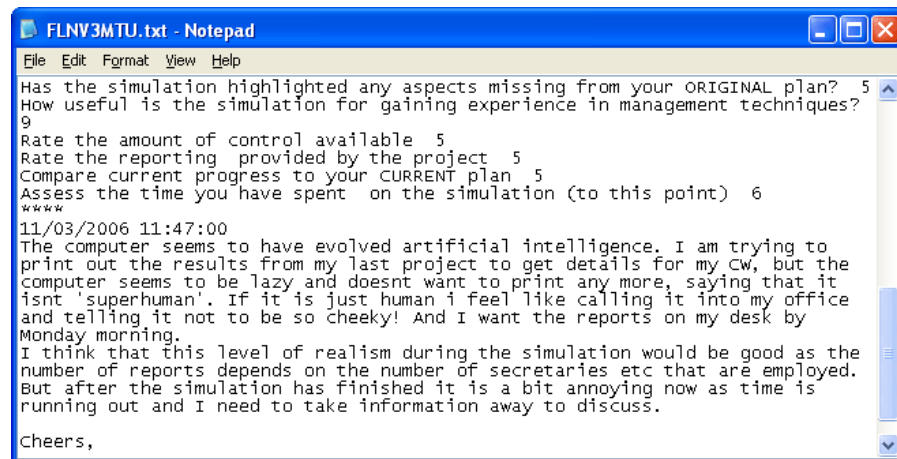 FLNV3MTU.txt - Notepad
File Edit Format View Help
Has the simulation highlighted any aspects missing from your ORIGINAL plan?  5
How useful is the simulation for gaining experience in management techniques?
9
Rate the amount of control available  5
Rate the reporting  provided by the project  5
Compare current progress to your CURRENT plan  5
Assess the time you have spent  on the simulation (to this point)  6
****
11/03/2006 11:47:00
The computer seems to have evolved artificial intelligence. I am trying to
print out the results from my last project to get details for my CW, but the
computer seems to be lazy and doesnt want to print any more, saying that it
isnt 'superhuman'. If it is just human i feel like calling it into my office
and telling it not to be so cheeky! And I want the reports on my desk by
Monday morning.
I think that this level of realism during the simulation would be good as the
number of reports depends on the number of secretaries etc that are employed.
But after the simulation has finished it is a bit annoying now as time is
running out and I need to take information away to discuss.
Cheers,